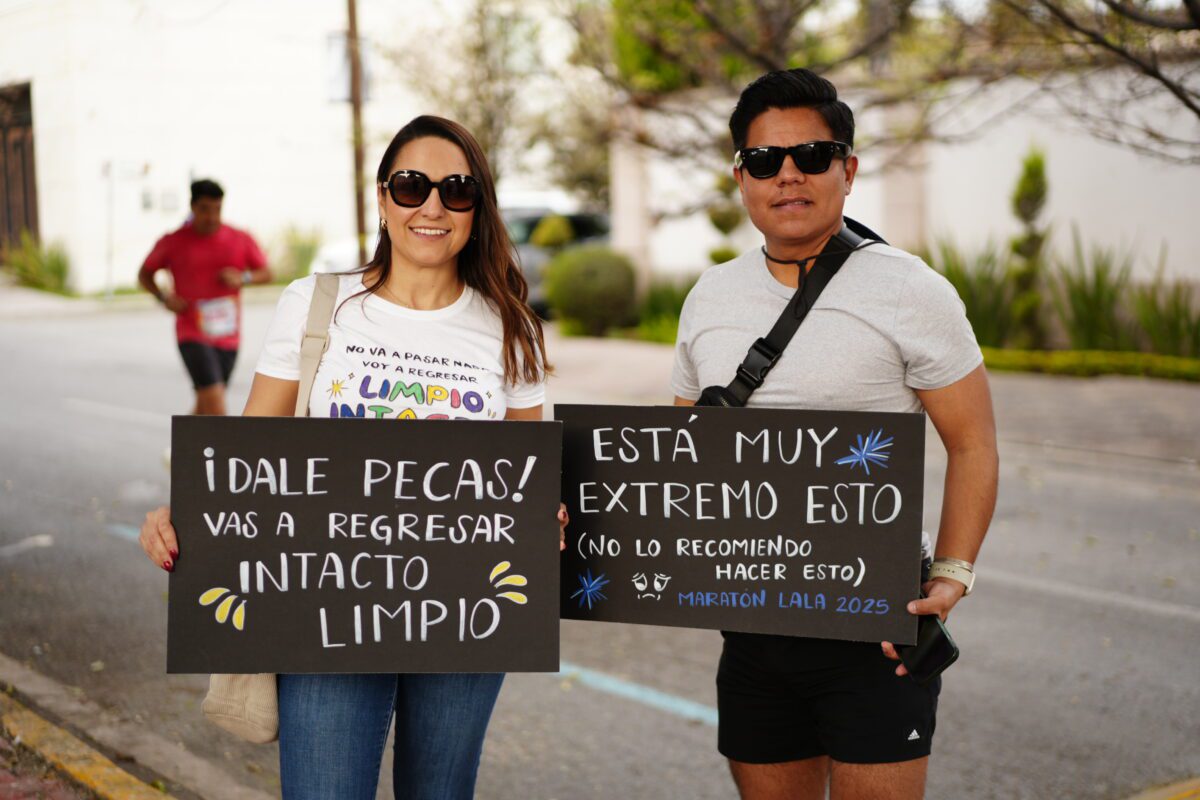 NO VA A PASAR
VOY A REGRESAR
LIMPIO
¡DALE PECAS!
VAS A REGRESAR
INTACTO
LIMPIO
ESTÁ MUY
EXTREMO ESTO
(NO LO RECOMIENDO
HACER ESTO)
MARATÓN LALA 2025